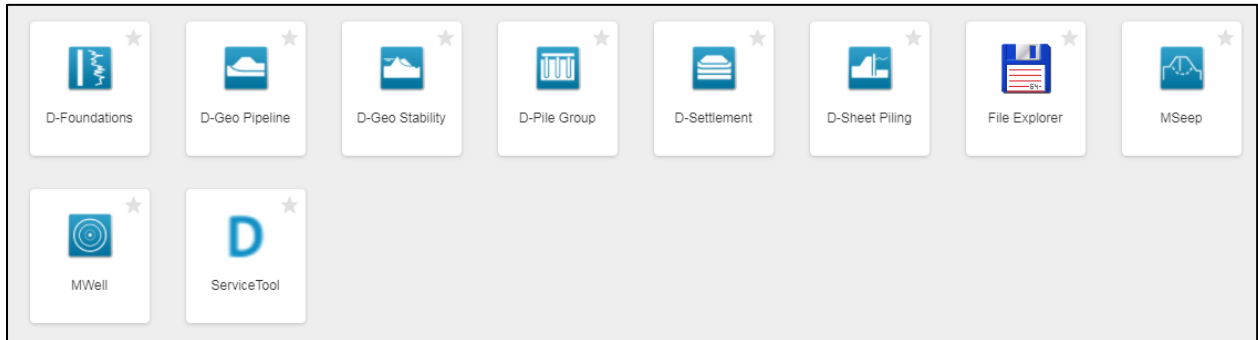 D-Foundations
D-Geo Pipeline
D-Geo Stability
D-Pile Group
D-Settlement
D-Sheet Piling
File Explorer
MSeep
MWell
D
ServiceTool